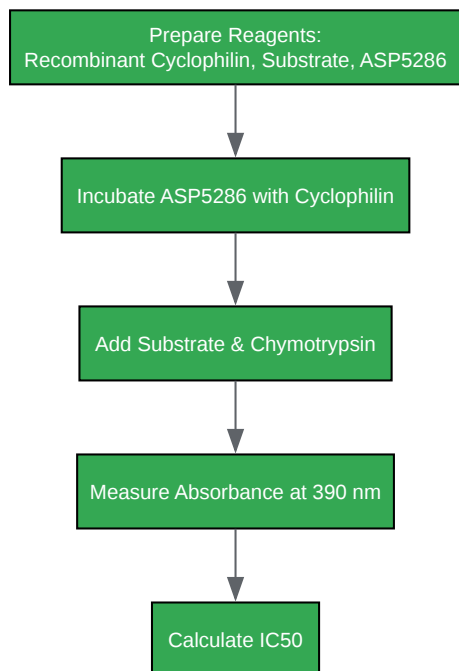 Prepare Reagents:
Recombinant Cyclophilin, Substrate, ASP5286
Incubate ASP5286 with Cyclophilin
Add Substrate & Chymotrypsin
Measure Absorbance at 390 nm
Calculate IC50